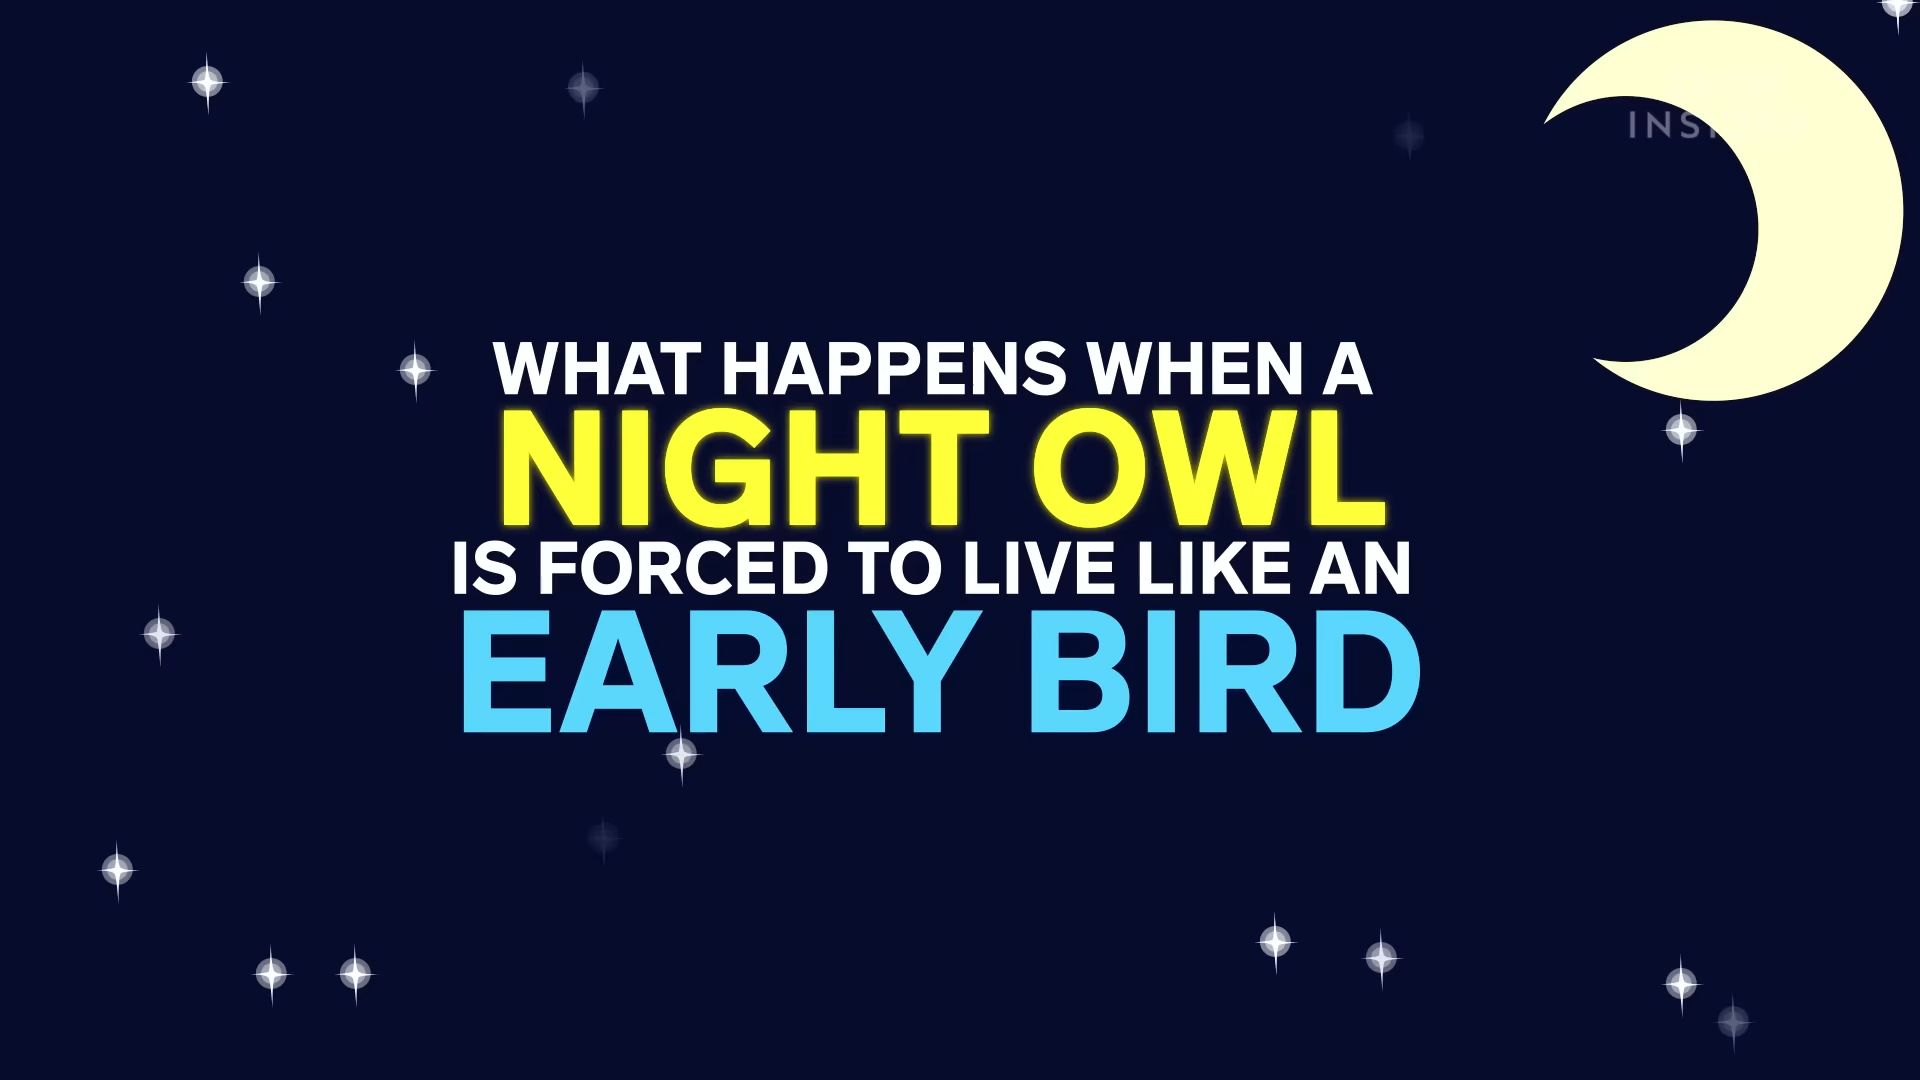 WHAT HAPPENS WHEN A
NIGHT OWL
IS FORCED TO LIVE LIKE AN
EARLY BIRD